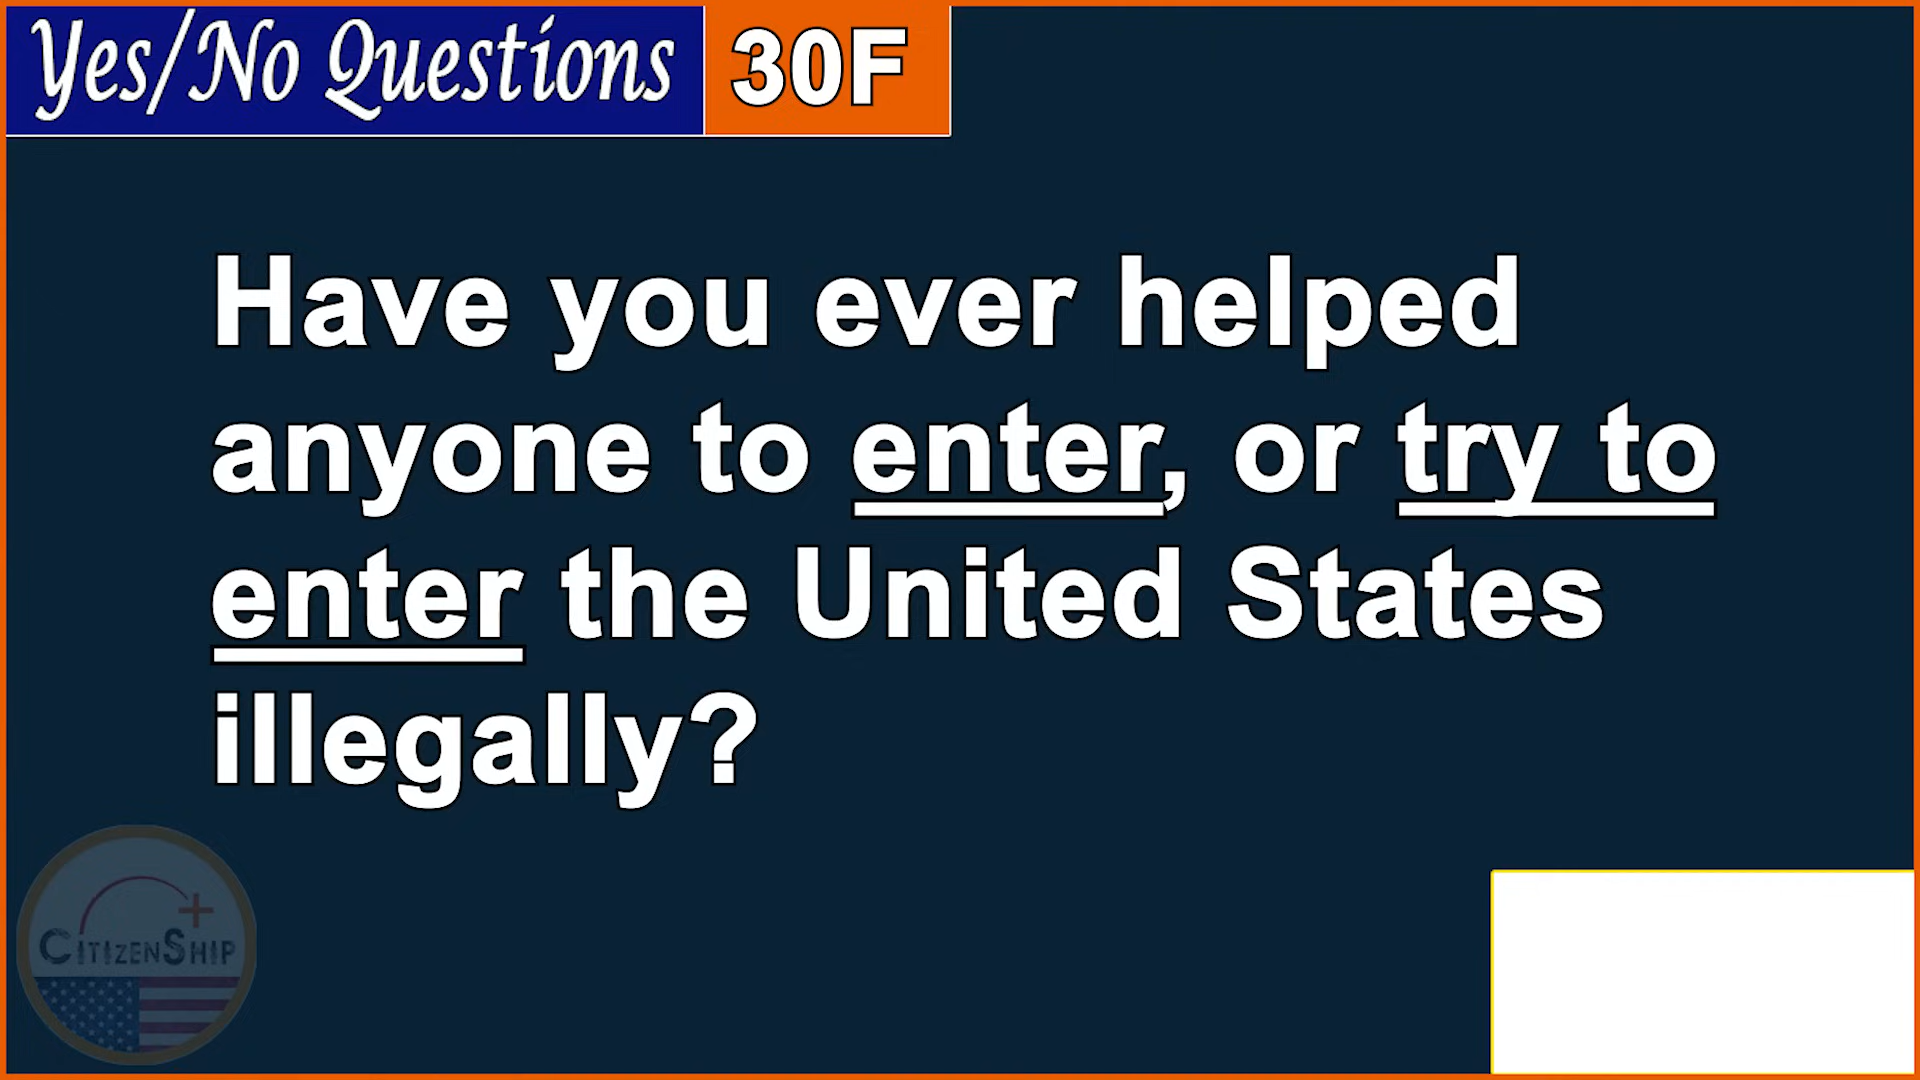 Yes/No Questions 30F
Have you ever helped
anyone to enter, or try to
enter the United States
illegally?
CITIZENSHIP